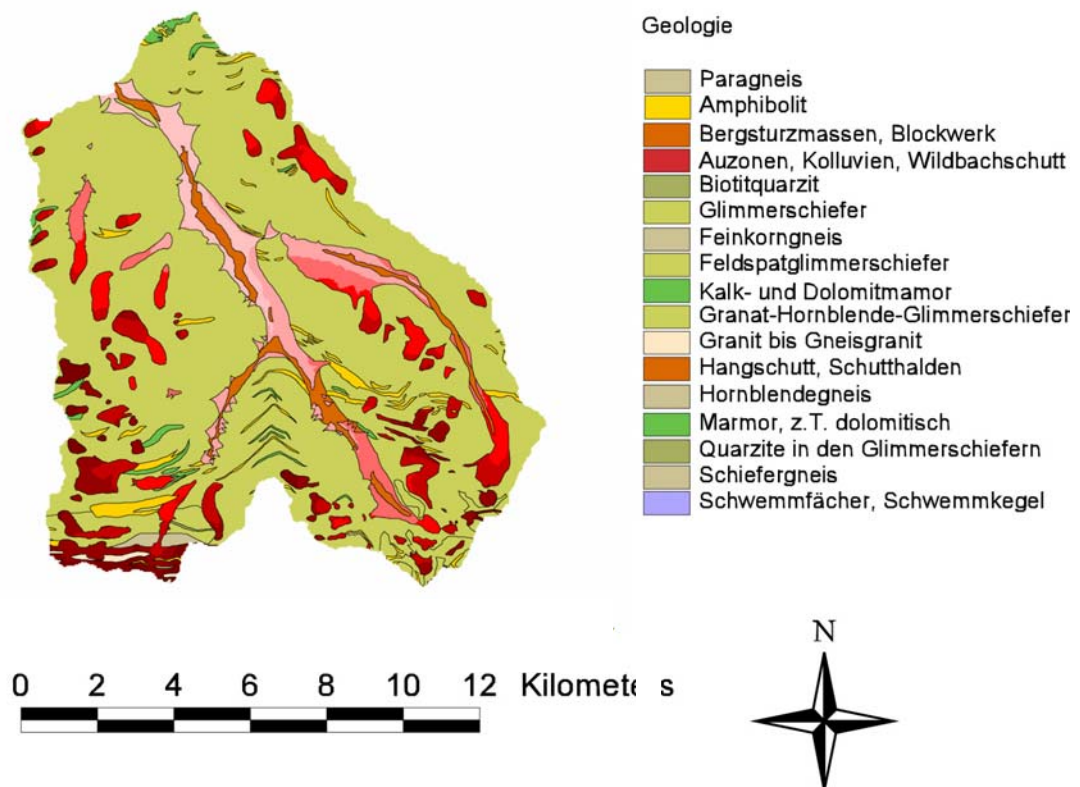 Geologie
Paragneis
Amphibolit
Bergsturzmassen, Blockwerk
Auzonen, Kolluvien, Wildbachschutt
Biotitquarzit
Glimmerschiefer
Feinkorngneis
Feldspatglimmerschiefer
Kalk- und Dolomitmamor
Granat-Hornblende-Glimmerschiefer
Granit bis Gneisgranit
Hangschutt, Schutthalden
Hornblendegneis
Marmor, z.T. dolomitisch
Quarzite in den Glimmerschiefern
Schiefergneis
Schwemmfächer, Schwemmkegel
N
0 2 4 6 8 10 12 Kilometers